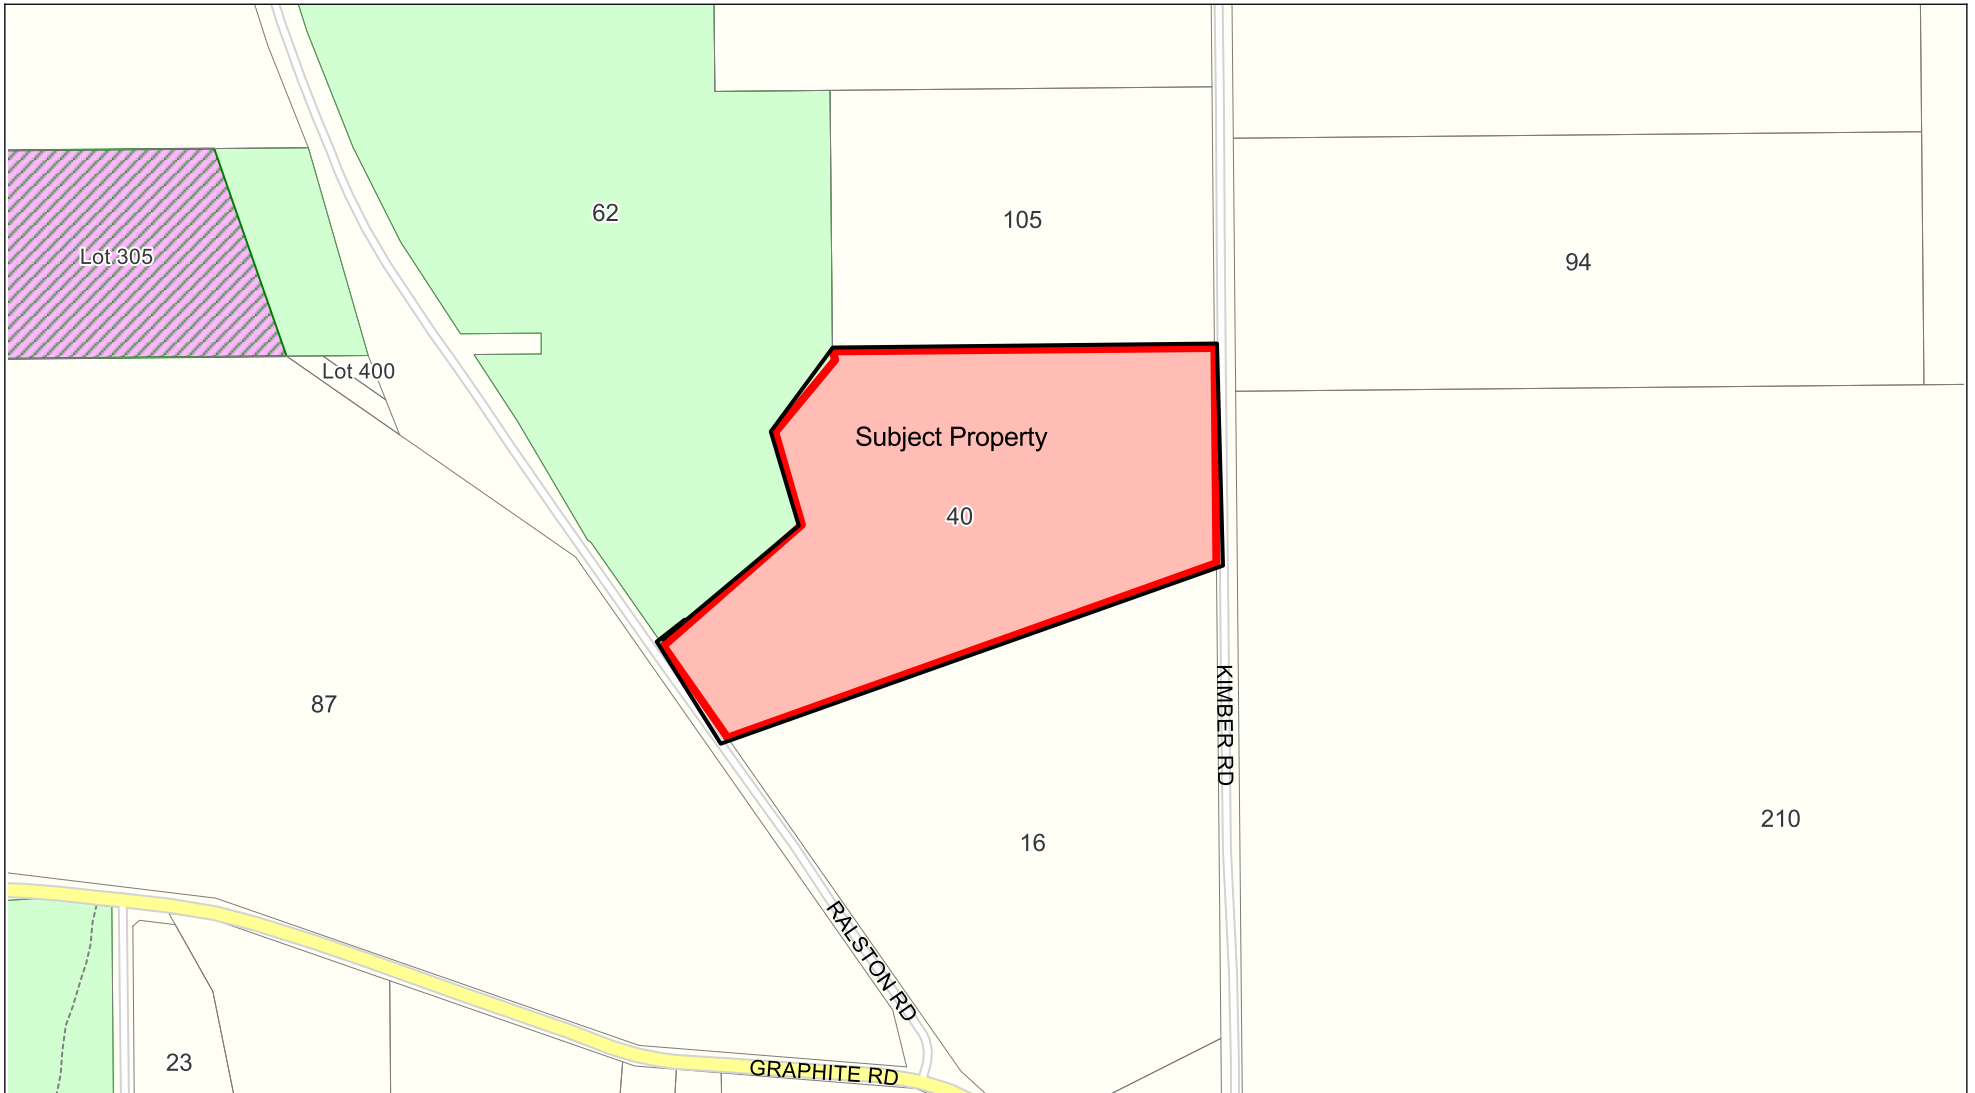 62
105
94
Lot 305
Lot 400
Subject Property
40
87
KIMBER RD
16
210
RALSTON RD
23
GRAPHITE RD